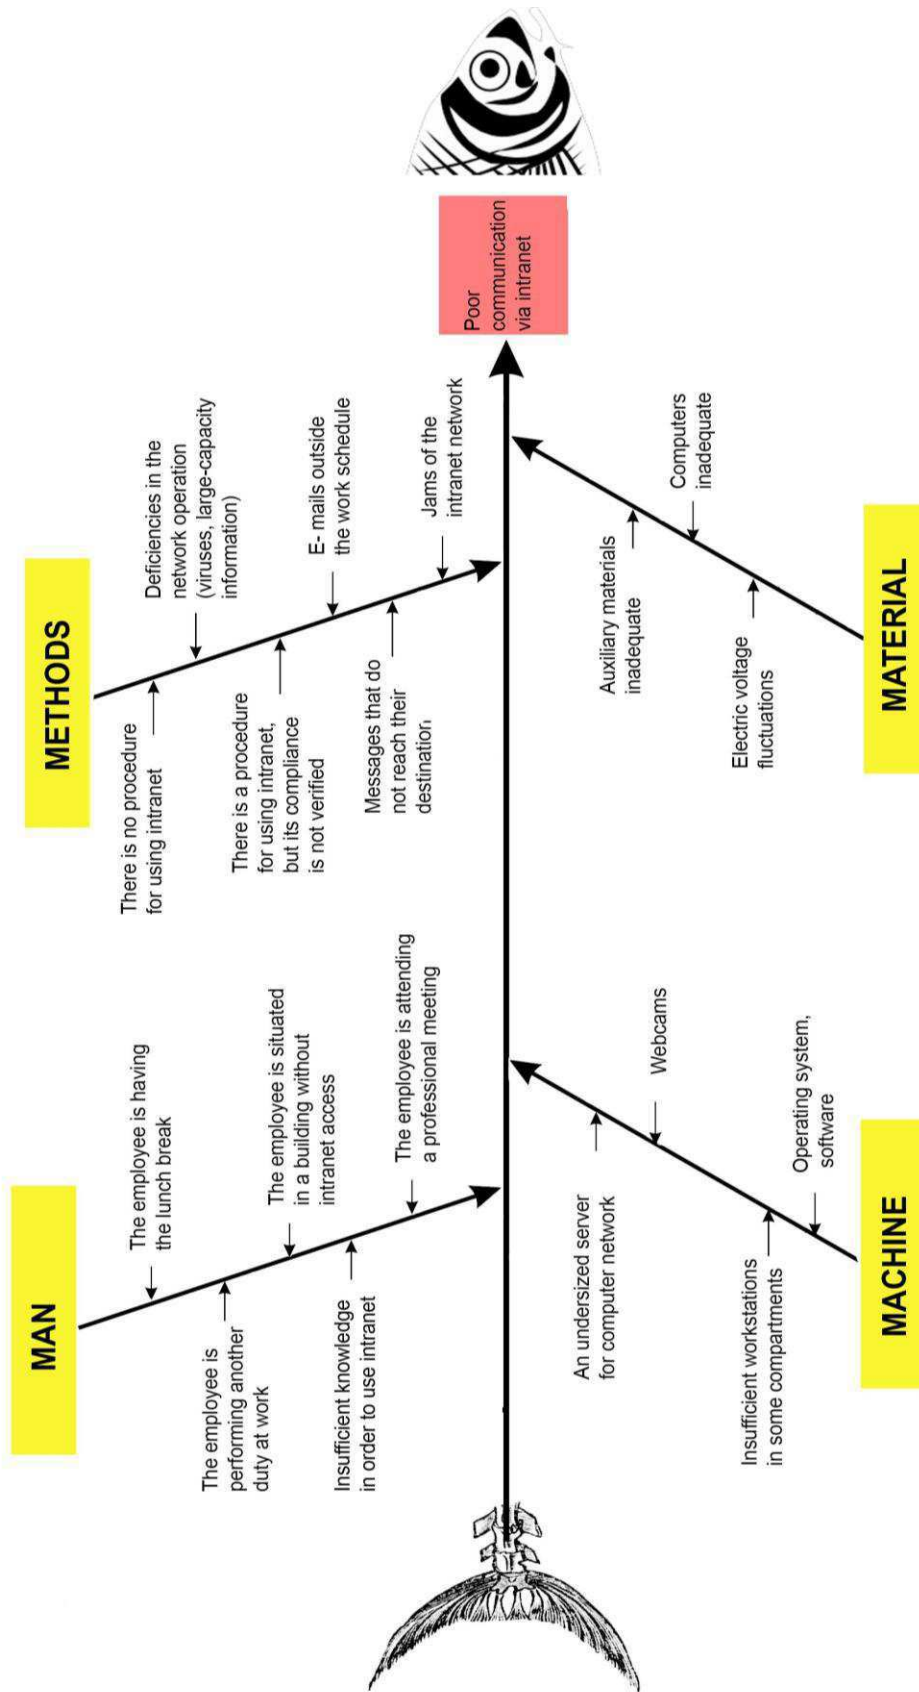 MAN
METHODS
The employee is having
the lunch break
The employee is
performing another
duty at work
The employee is situated
in a building without
intranet access
Insufficient knowledge
in order to use intranet
The employee is attending
a professional meeting
There is no procedure
for using intranet
Deficiencies in the
network operation
(viruses, large-capacity
information)
There is a procedure
for using intranet,
but its compliance
is not verified
E- mails outside
the work schedule
Messages that do
not reach their
destination
Jams of the
intranet network
Poor
communication
via intranet
An undersized server
for computer network
Webcams
Insufficient workstations
in some compartments
Operating system,
software
Auxiliary materials
inadequate
Computers
inadequate
Electric voltage
fluctuations
MACHINE
MATERIAL